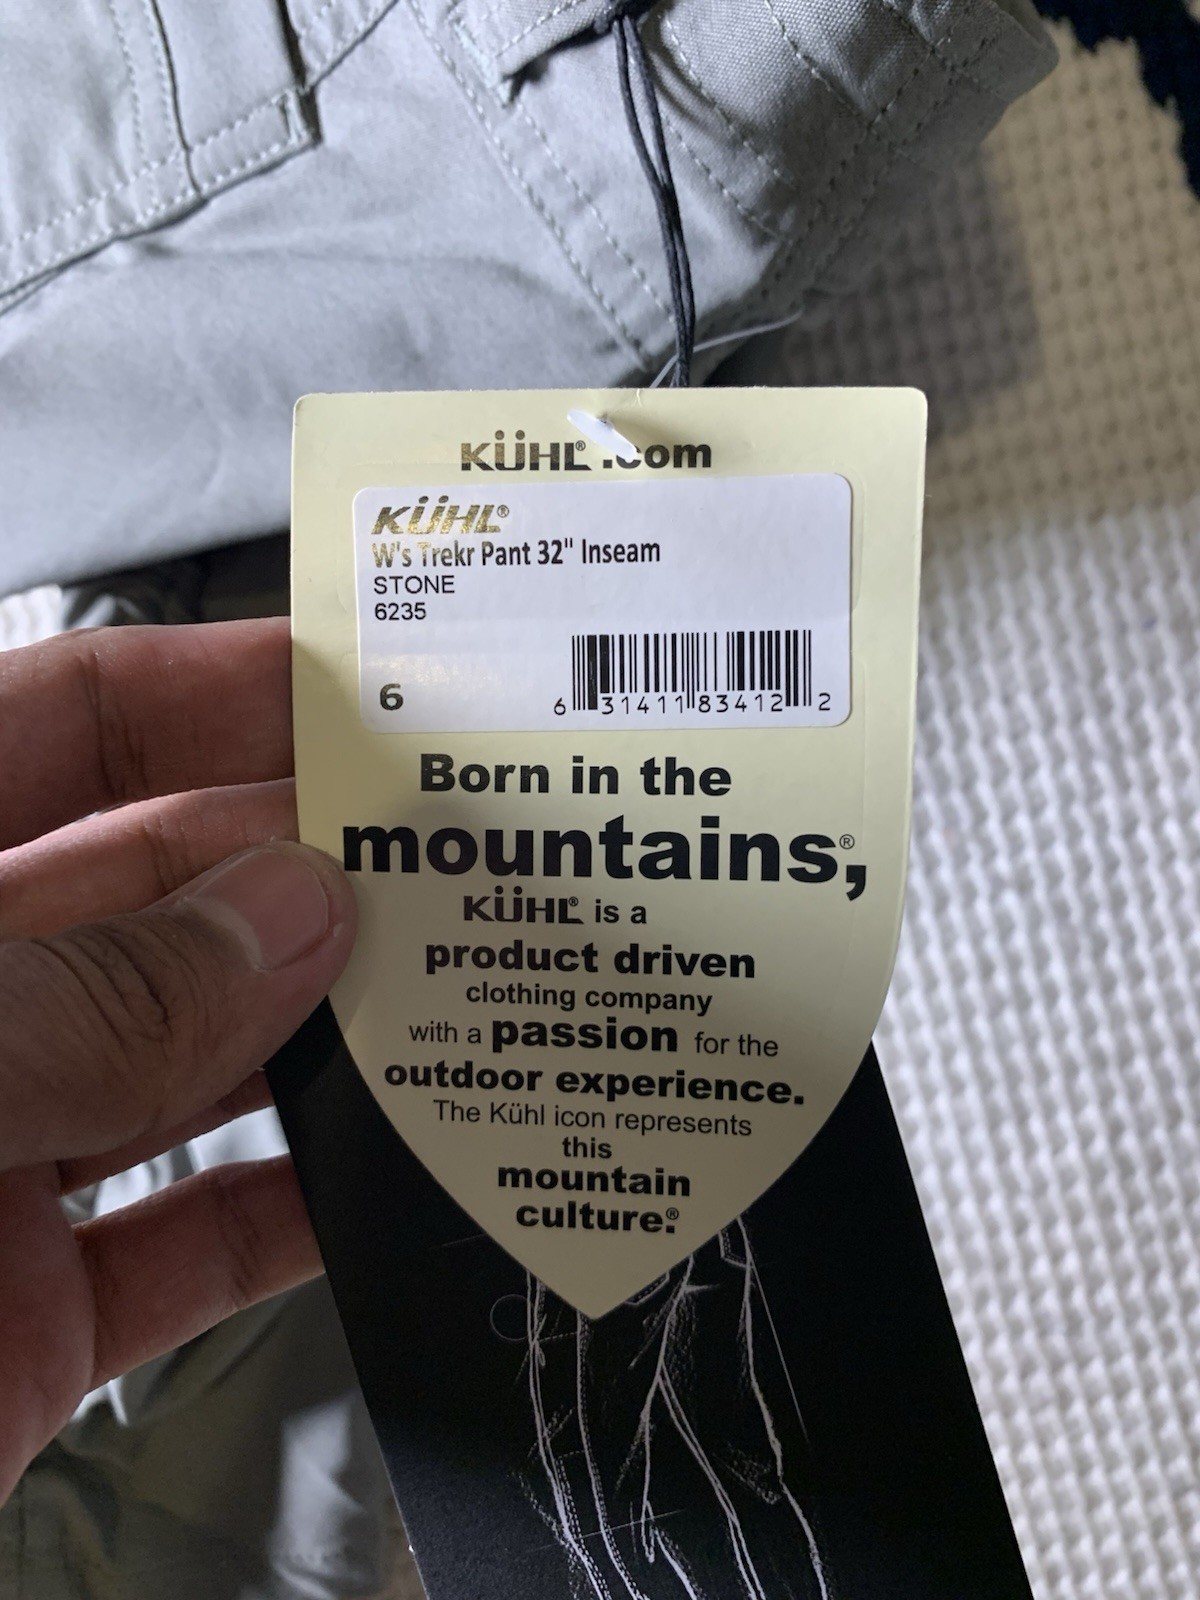 KÜHL® .com
KÜHL®
W's Trekr Pant 32" Inseam
STONE
6235
6
6 31411 83412 2
Born in the
mountains,®
KÜHL® is a
product driven
clothing company
with a passion for the
outdoor experience.
The Kühl icon represents
this
mountain
culture.®